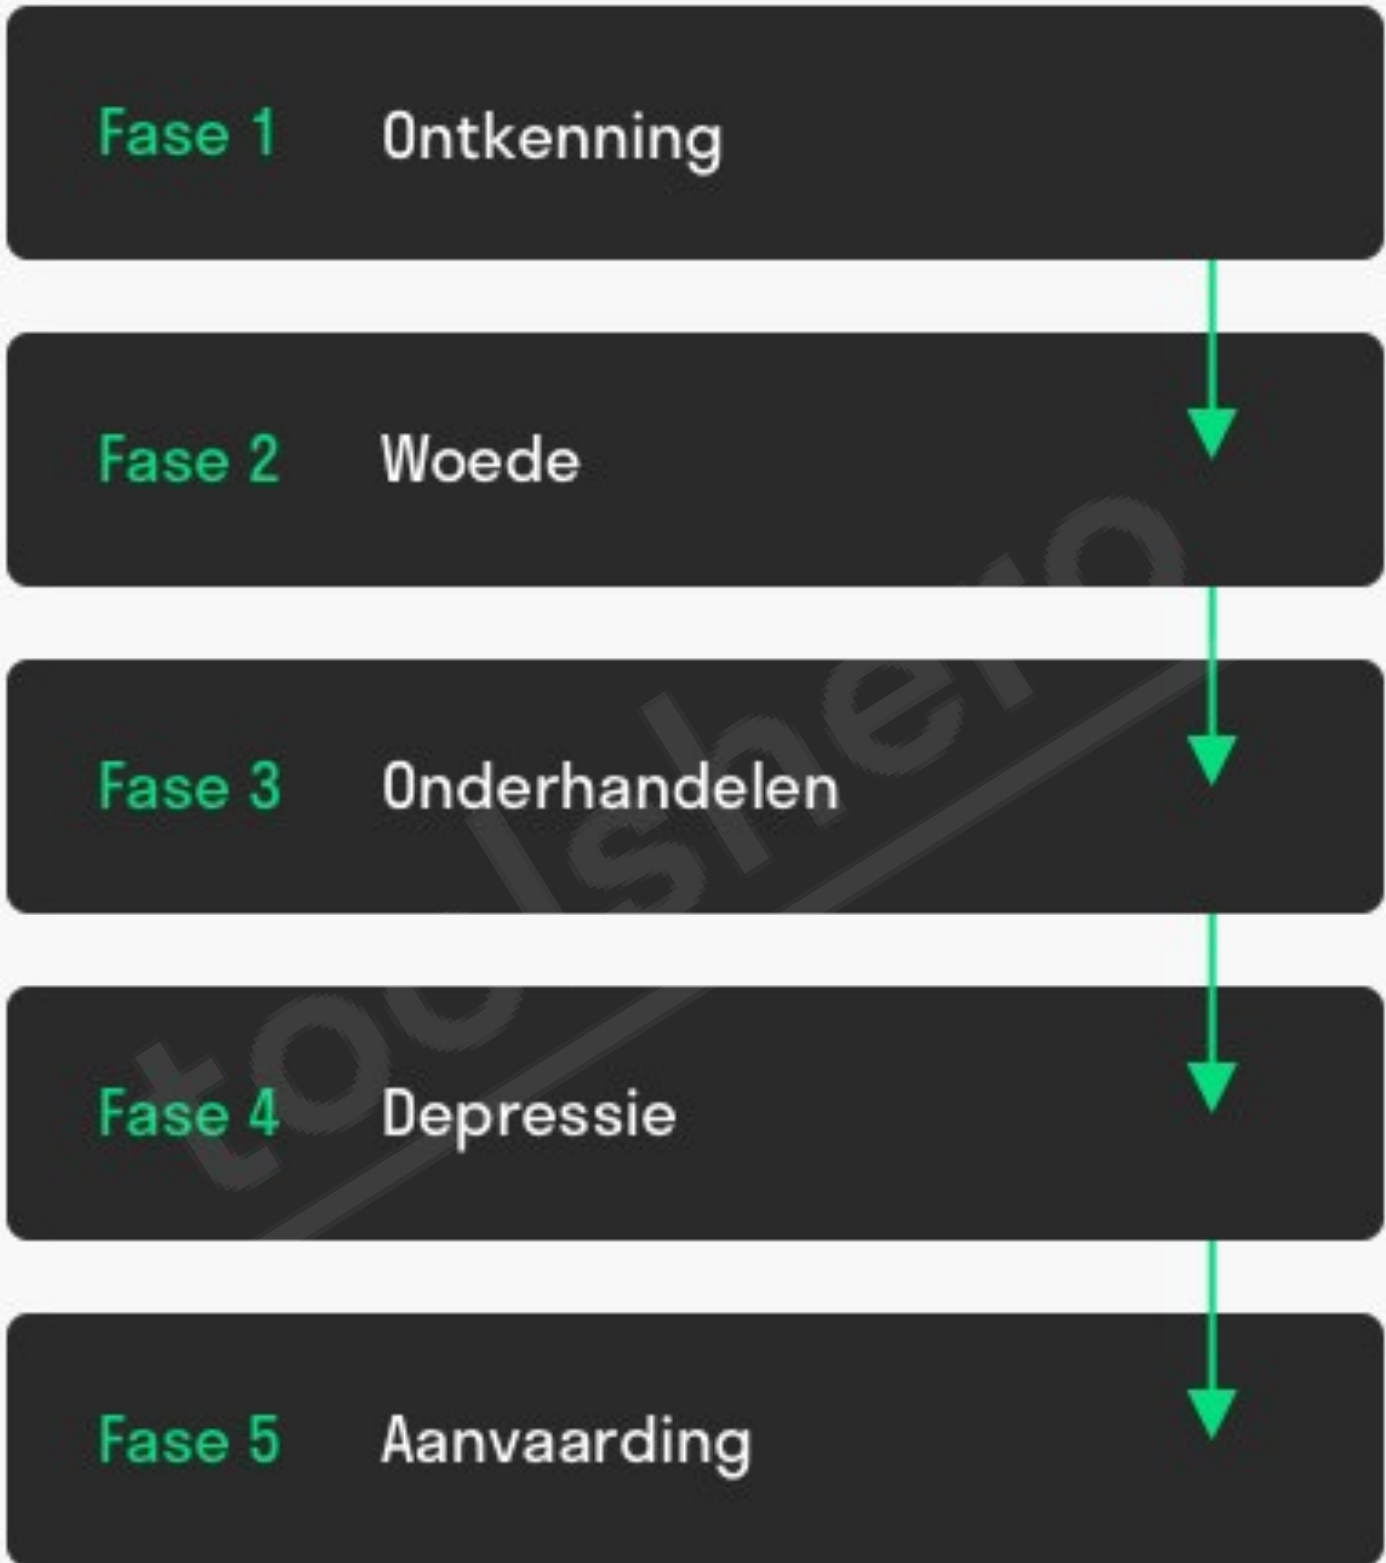 Fase 1 Ontkenning
Fase 2 Woede
Fase 3 Onderhandelen
Fase 4 Depressie
Fase 5 Aanvaarding
toolshero